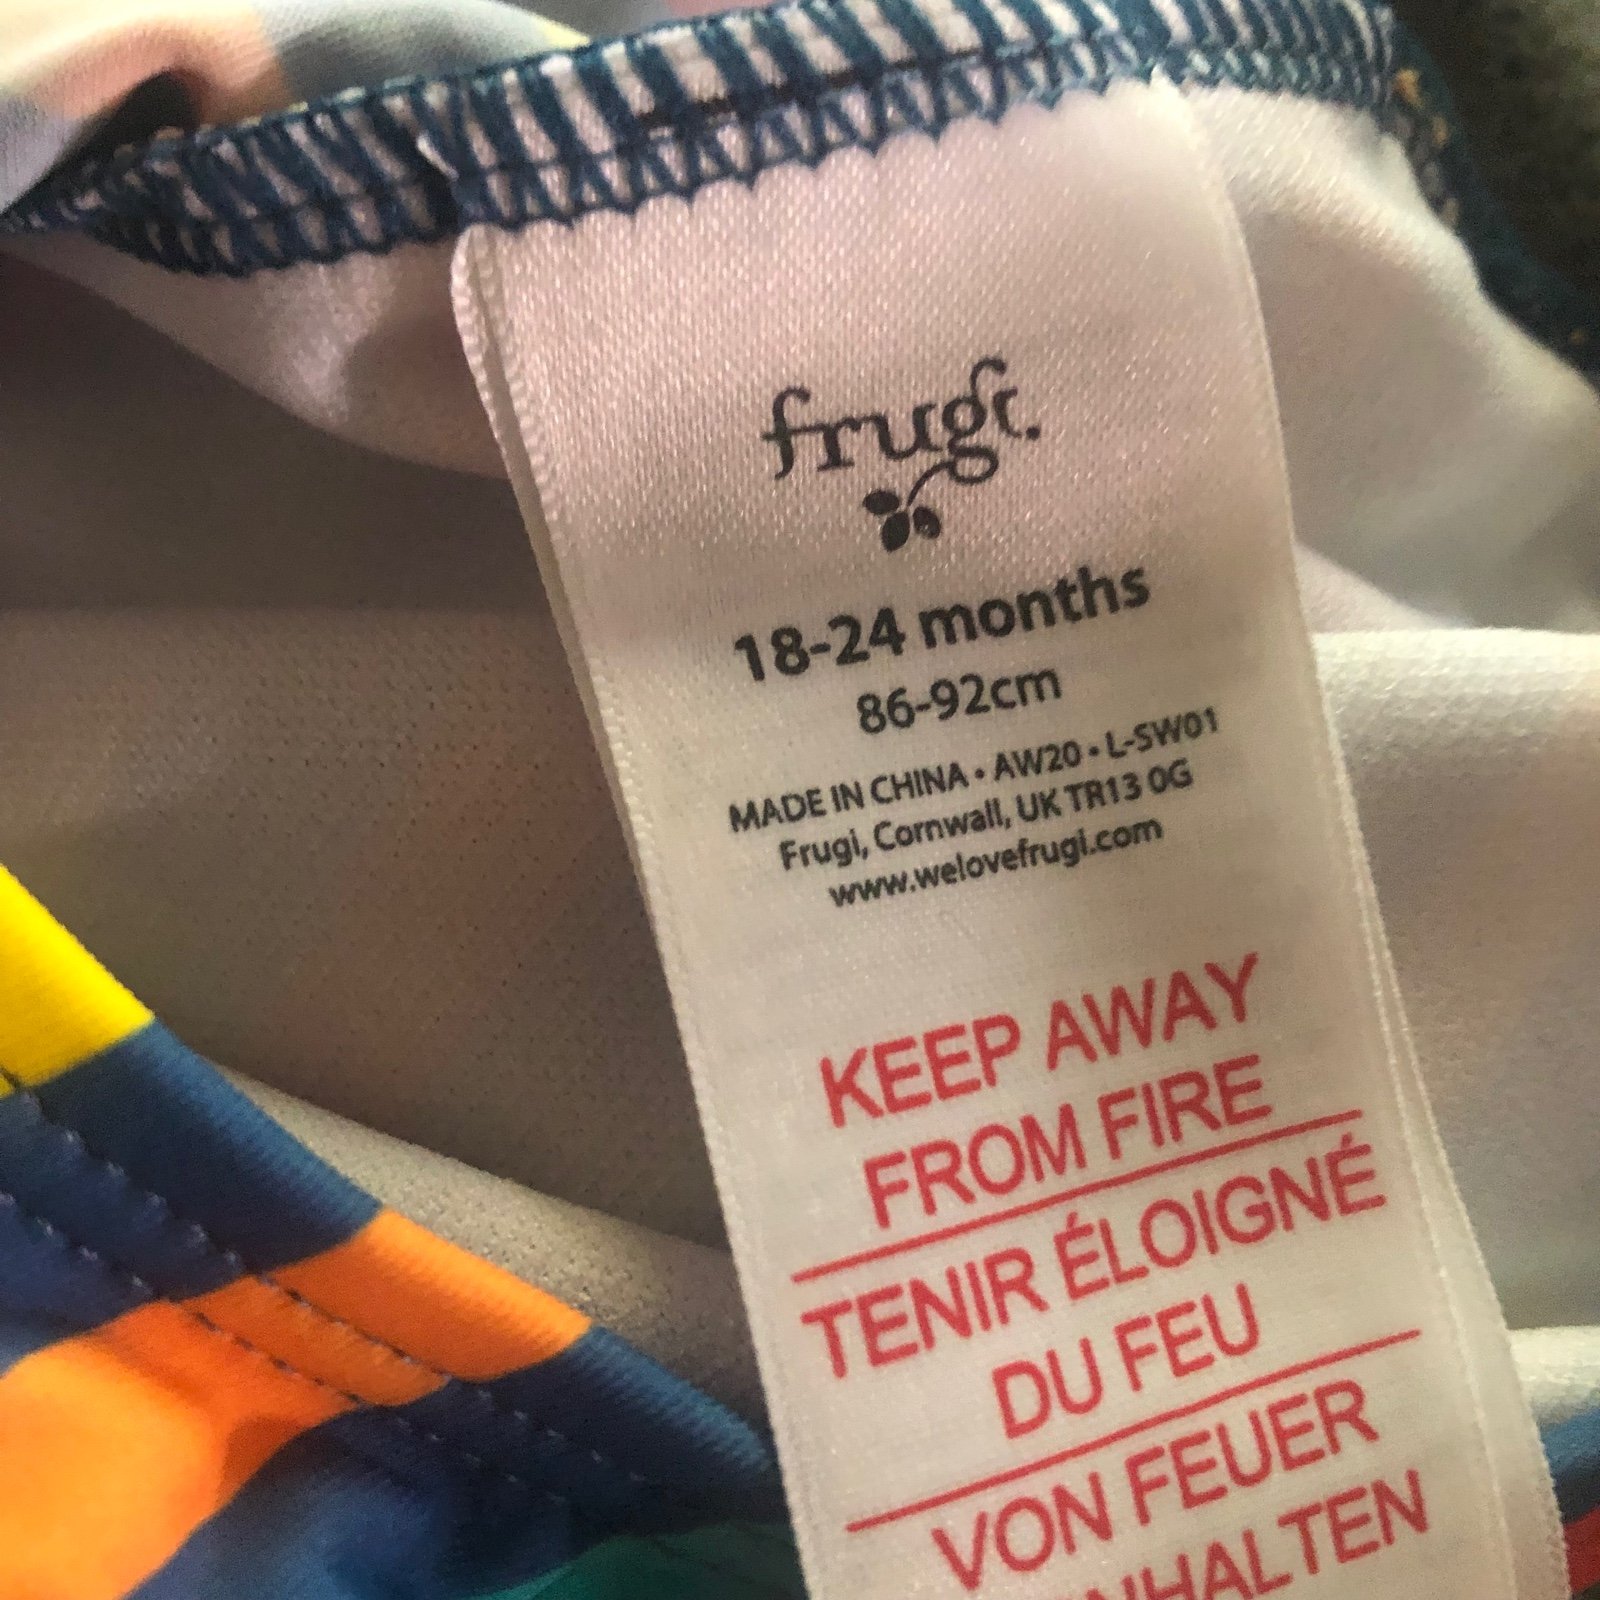 frugi.
18-24 months
86-92cm
MADE IN CHINA • AW20 • L-SW01
Frugi, Cornwall, UK TR13 0G
www.welovefrugi.com
KEEP AWAY
FROM FIRE
TENIR ÉLOIGNÉ
DU FEU
VON FEUER